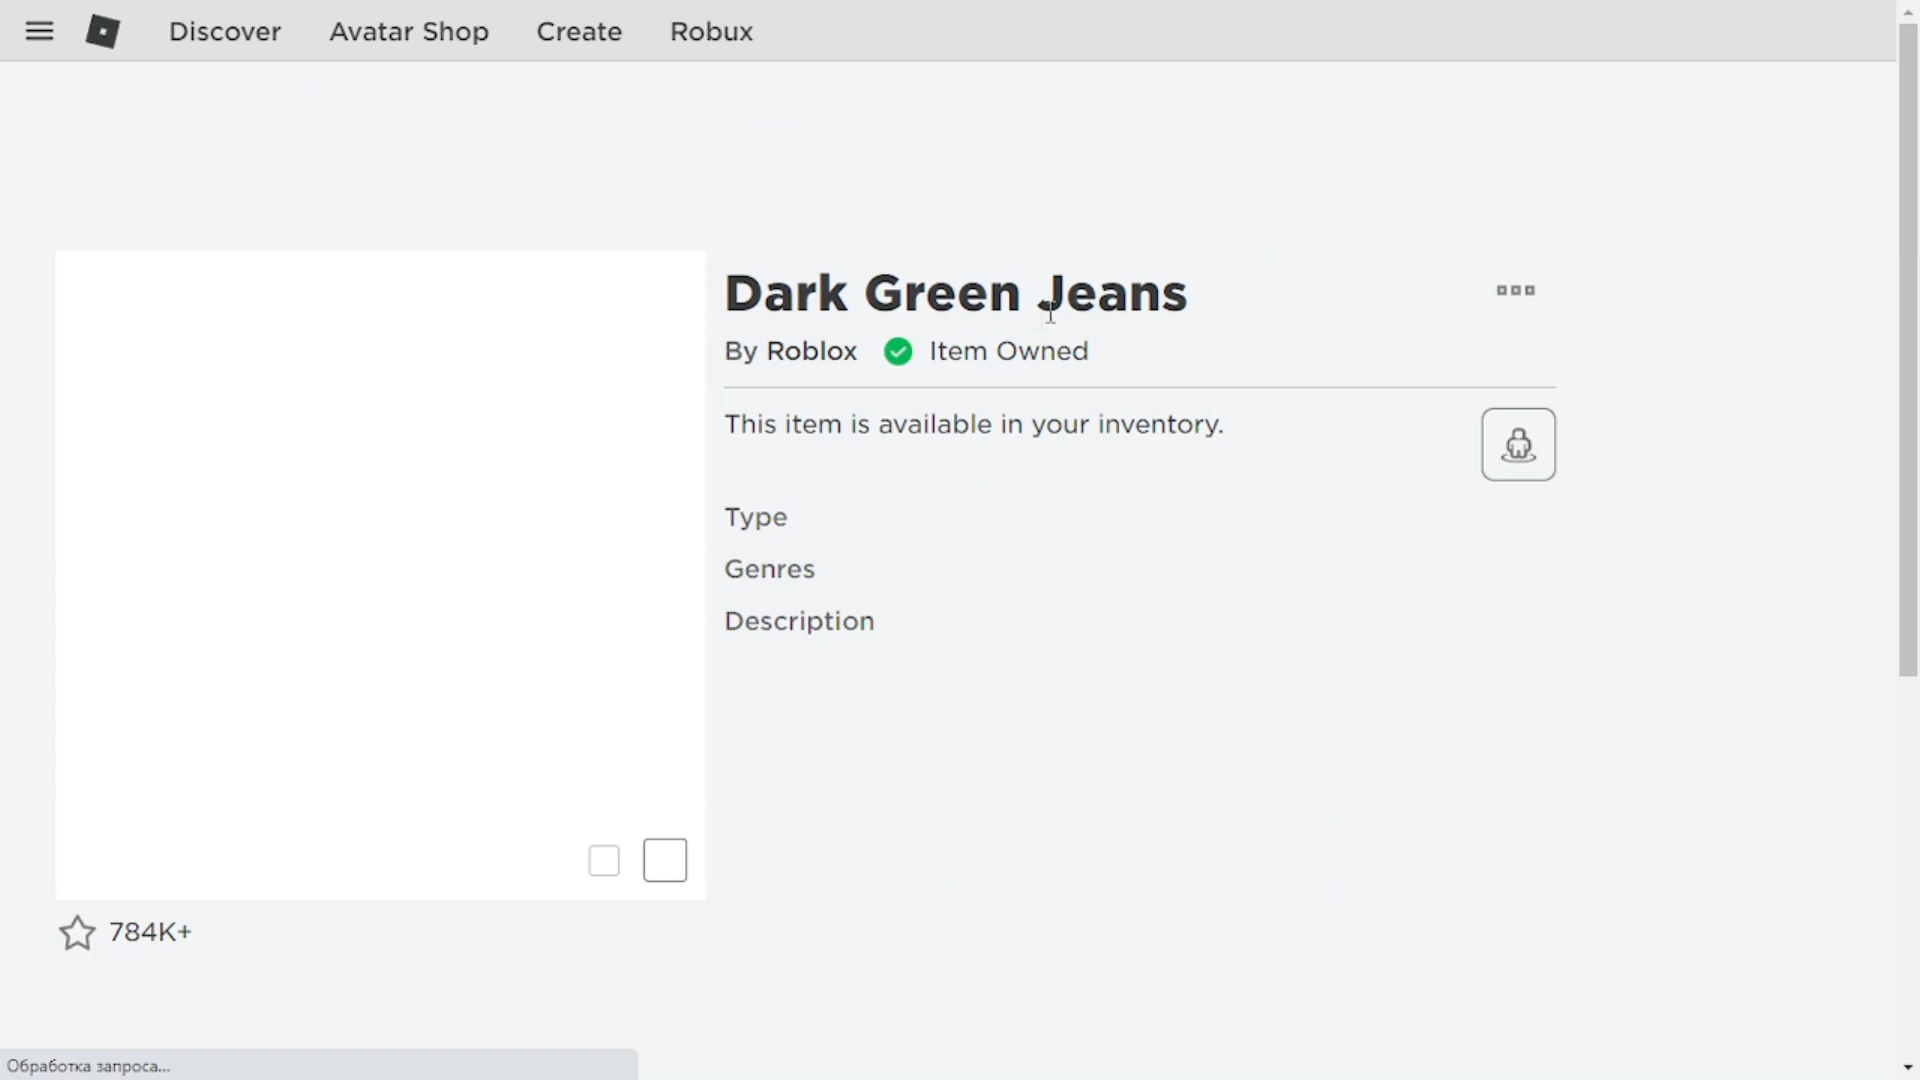 Discover Avatar Shop Create Robux
Dark Green Jeans
By Roblox Item Owned
This item is available in your inventory.
Type
Genres
Description
784K+
Обработка запроса...